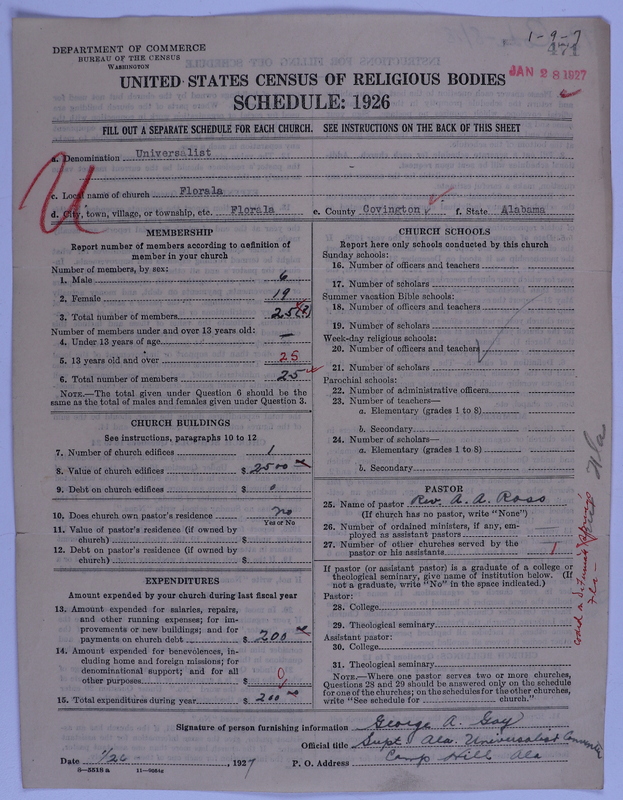 DEPARTMENT OF COMMERCE
BUREAU OF THE CENSUS
WASHINGTON
1-9-7
471
UNITED STATES CENSUS OF RELIGIOUS BODIES
JAN 28 1927
SCHEDULE: 1926
FILL OUT A SEPARATE SCHEDULE FOR EACH CHURCH. SEE INSTRUCTIONS ON THE BACK OF THIS SHEET
a. Denomination Universalist
U
c. Local name of church Florala
d. City, town, village, or township, etc. Florala e. County Covington f. State Alabama
MEMBERSHIP
Report number of members according to definition of
member in your church
Number of members, by sex:
1. Male 6
2. Female 19
3. Total number of members 25 (?)
Number of members under and over 13 years old:
4. Under 13 years of age —
5. 13 years old and over 25
6. Total number of members 25
NOTE.—The total given under Question 6 should be the
same as the total of males and females given under Question 3.
CHURCH BUILDINGS
See instructions, paragraphs 10 to 12
7. Number of church edifices 1
8. Value of church edifices $ 2500
9. Debt on church edifices $ 0
10. Does church own pastor's residence no
Yes or No
11. Value of pastor's residence (if owned by
church) $
12. Debt on pastor's residence (if owned by
church) $
EXPENDITURES
Amount expended by your church during last fiscal year
13. Amount expended for salaries, repairs,
and other running expenses; for im-
provements or new buildings; and for
payments on church debt $ 200
14. Amount expended for benevolences, in-
cluding home and foreign missions; for
denominational support; and for all
other purposes $ 0
15. Total expenditures during year $ 200
CHURCH SCHOOLS
Report here only schools conducted by this church
Sunday schools:
16. Number of officers and teachers
17. Number of scholars
Summer vacation Bible schools:
18. Number of officers and teachers
19. Number of scholars
Week-day religious schools:
20. Number of officers and teachers
21. Number of scholars
Parochial schools:
22. Number of administrative officers
23. Number of teachers—
a. Elementary (grades 1 to 8)
b. Secondary
24. Number of scholars—
a. Elementary (grades 1 to 8)
b. Secondary
PASTOR
25. Name of pastor Rev. A. A. Ross
(If church has no pastor, write "None")
26. Number of ordained ministers, if any, em-
ployed as assistant pastors
27. Number of other churches served by the
pastor or his assistants 1
If pastor (or assistant pastor) is a graduate of a college or
theological seminary, give name of institution below. (If
not a graduate, write "No" in the space indicated.)
Pastor:
28. College
29. Theological seminary
Assistant pastor:
30. College
31. Theological seminary
NOTE.—Where one pastor serves two or more churches,
Questions 28 and 29 should be answered only on the schedule
for one of the churches; on the schedules for the other churches,
write "See schedule for church."
Signature of person furnishing information George A. Gay
Official title Supt Ala. Universalist Convention
Date 1/26, 1927 P. O. Address Camp Hill Ala
8—5518 a 11—9034z